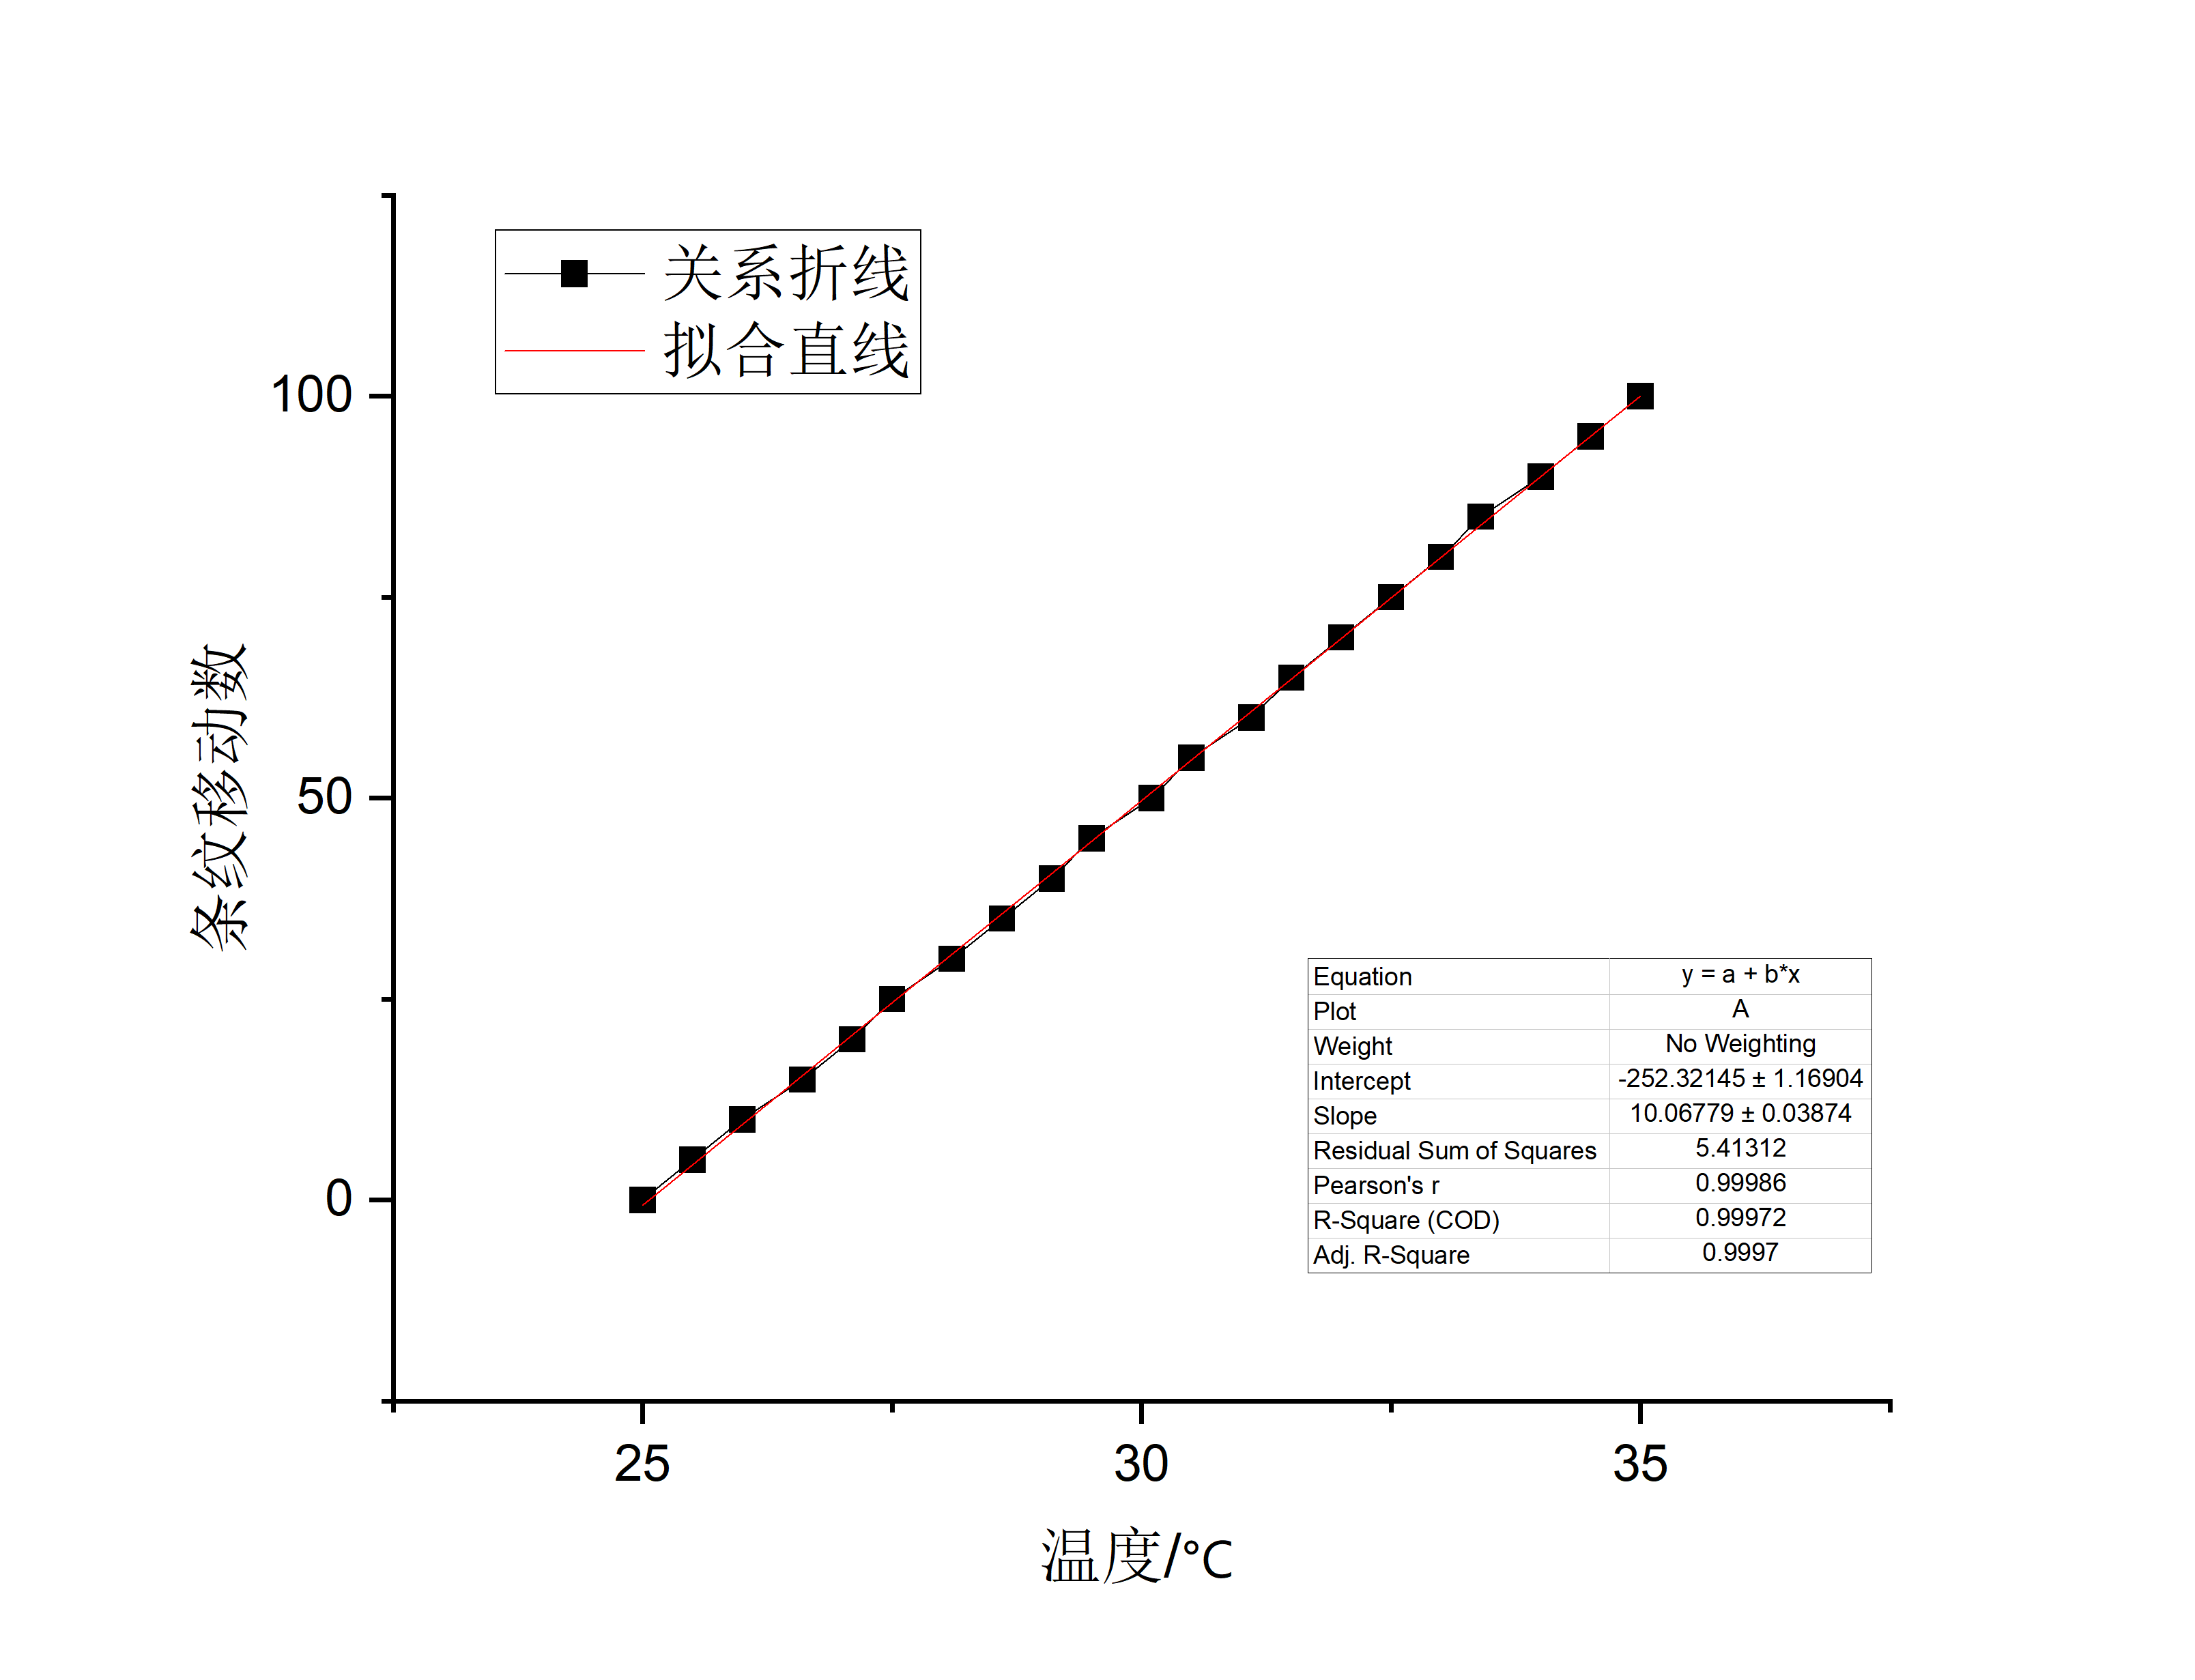 关系折线
拟合直线
100
50
0
条纹移动数
Equation y = a + b*x
Plot A
Weight No Weighting
Intercept -252.32145 ± 1.16904
Slope 10.06779 ± 0.03874
Residual Sum of Squares 5.41312
Pearson's r 0.99986
R-Square (COD) 0.99972
Adj. R-Square 0.9997
25 30 35
温度/°C